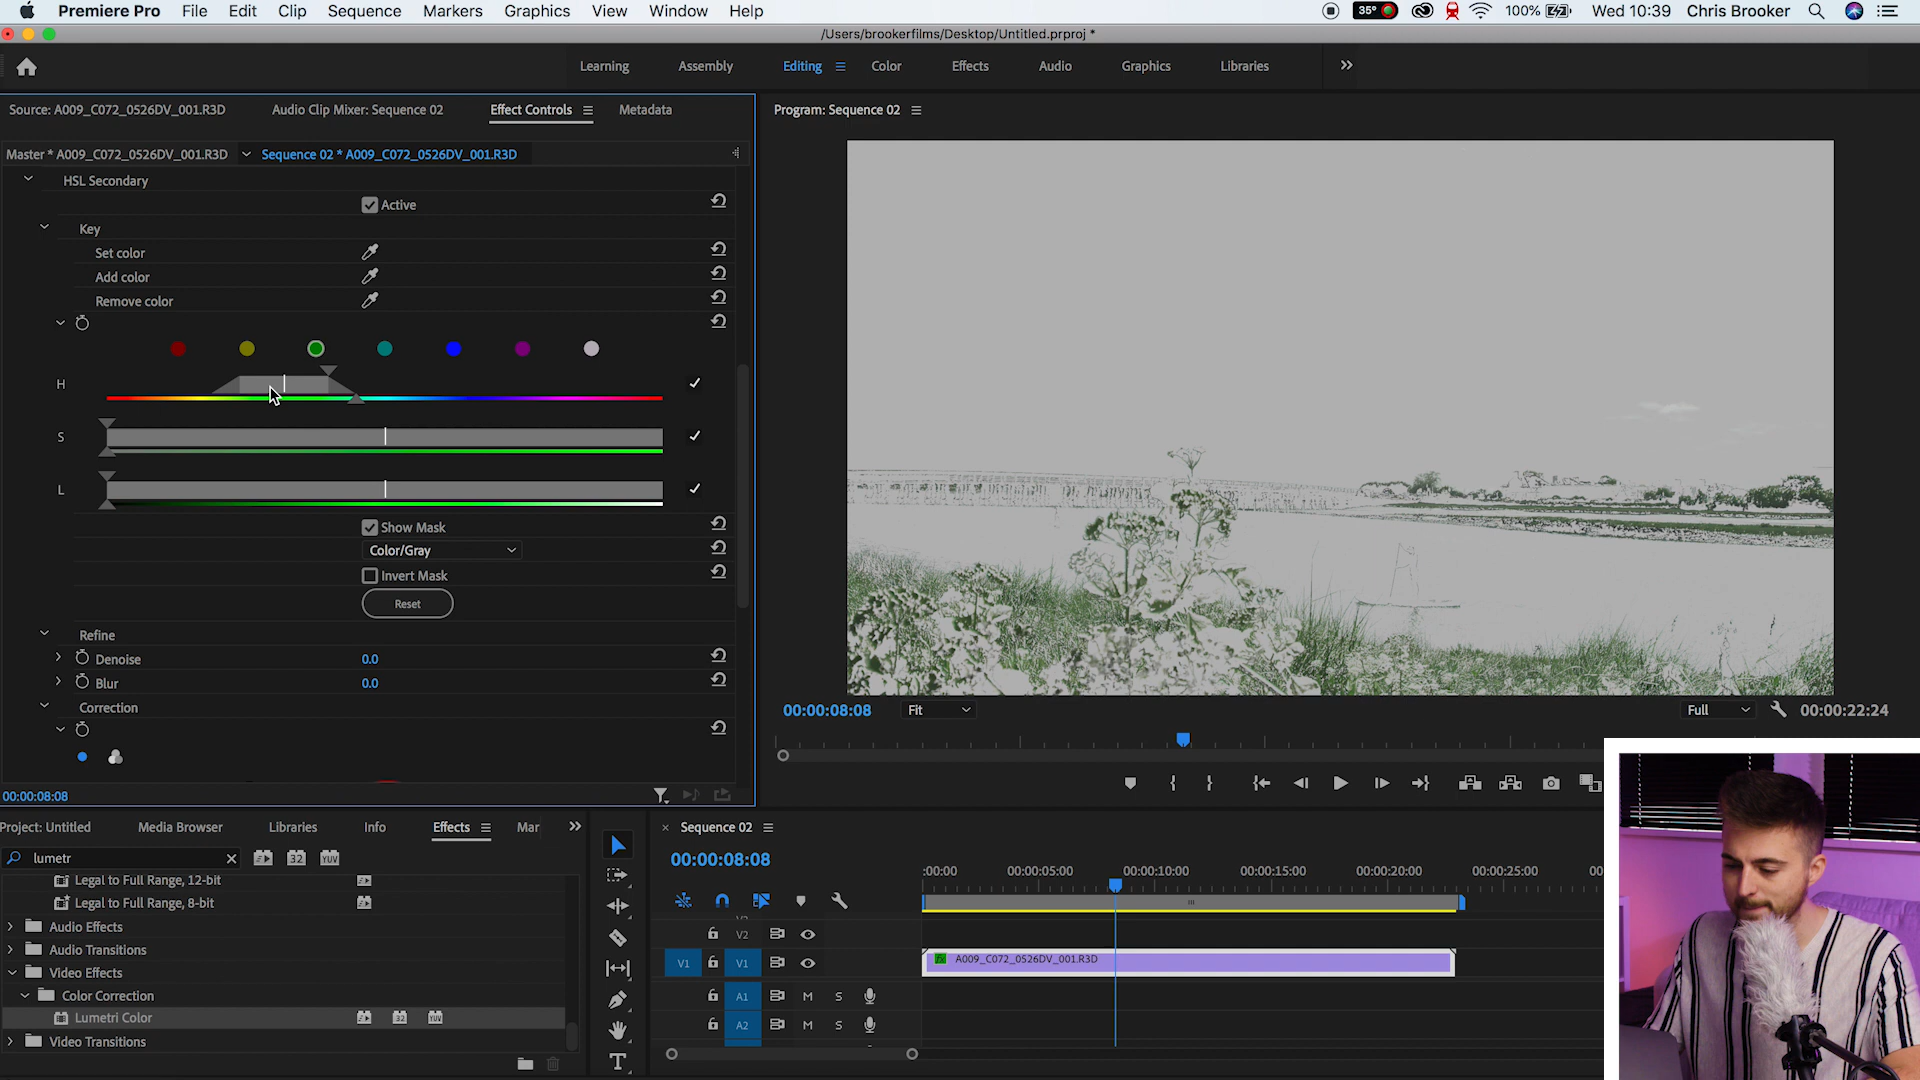 Premiere Pro File Edit Clip Sequence Markers Graphics View Window Help 35° 100% Wed 10:39 Chris Brooker
/Users/brookerfilms/Desktop/Untitled.prproj *
Learning Assembly Editing Color Effects Audio Graphics Libraries
Source: A009_C072_0526DV_001.R3D Audio Clip Mixer: Sequence 02 Effect Controls Metadata
Program: Sequence 02
Master * A009_C072_0526DV_001.R3D Sequence 02 * A009_C072_0526DV_001.R3D
HSL Secondary
Active
Key
Set color
Add color
Remove color
H
S
L
Show Mask
Color/Gray
Invert Mask
Reset
Refine
Denoise 0.0
Blur 0.0
Correction
00:00:08:08
00:00:08:08 Fit Full 00:00:22:24
Project: Untitled Media Browser Libraries Info Effects Mar
lumetr 32 YUV
Legal to Full Range, 12-bit
Legal to Full Range, 8-bit
Audio Effects
Audio Transitions
Video Effects
Color Correction
Lumetri Color 32 YUV
Video Transitions
Sequence 02
00:00:08:08
:00:00 00:00:05:00 00:00:10:00 00:00:15:00 00:00:20:00 00:00:25:00 00
V2
V1 V1 A009_C072_0526DV_001.R3D
A1 M S
A2 M S